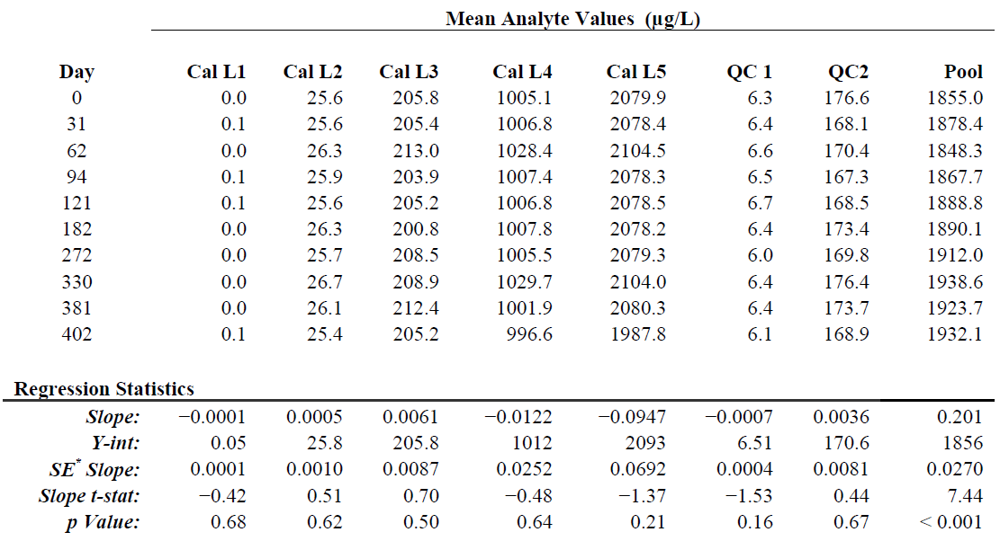 Mean Analyte Values (µg/L)
Day Cal L1 Cal L2 Cal L3 Cal L4 Cal L5 QC 1 QC2 Pool
0 0.0 25.6 205.8 1005.1 2079.9 6.3 176.6 1855.0
31 0.1 25.6 205.4 1006.8 2078.4 6.4 168.1 1878.4
62 0.0 26.3 213.0 1028.4 2104.5 6.6 170.4 1848.3
94 0.1 25.9 203.9 1007.4 2078.3 6.5 167.3 1867.7
121 0.1 25.6 205.2 1006.8 2078.5 6.7 168.5 1888.8
182 0.0 26.3 200.8 1007.8 2078.2 6.4 173.4 1890.1
272 0.0 25.7 208.5 1005.5 2079.3 6.0 169.8 1912.0
330 0.0 26.7 208.9 1029.7 2104.0 6.4 176.4 1938.6
381 0.0 26.1 212.4 1001.9 2080.3 6.4 173.7 1923.7
402 0.1 25.4 205.2 996.6 1987.8 6.1 168.9 1932.1
Regression Statistics
Slope: −0.0001 0.0005 0.0061 −0.0122 −0.0947 −0.0007 0.0036 0.201
Y-int: 0.05 25.8 205.8 1012 2093 6.51 170.6 1856
SE* Slope: 0.0001 0.0010 0.0087 0.0252 0.0692 0.0004 0.0081 0.0270
Slope t-stat: −0.42 0.51 0.70 −0.48 −1.37 −1.53 0.44 7.44
p Value: 0.68 0.62 0.50 0.64 0.21 0.16 0.67 < 0.001